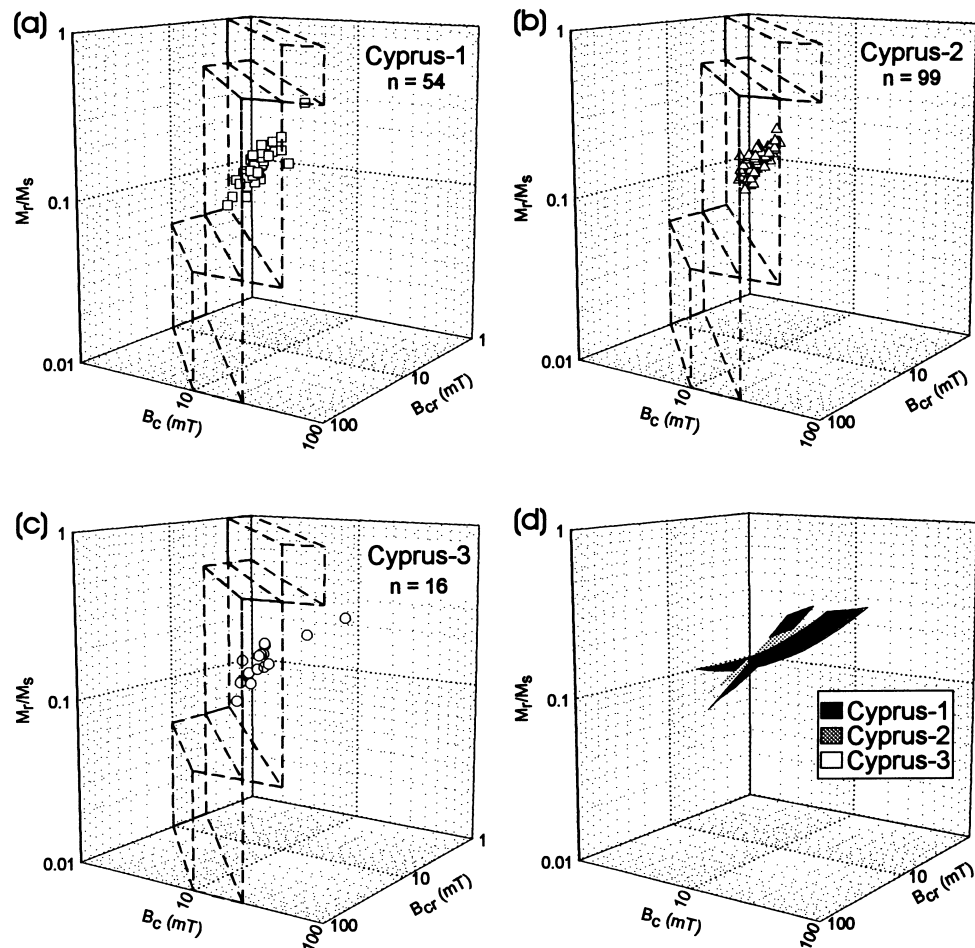 (a)
Cyprus-1
n = 54
1
0.1
0.01
Mr/Ms
10
100
Bc (mT)
100
10
1
Bcr (mT)
(b)
Cyprus-2
n = 99
1
0.1
0.01
Mr/Ms
10
100
Bc (mT)
100
10
1
Bcr (mT)
(c)
Cyprus-3
n = 16
1
0.1
0.01
Mr/Ms
10
100
Bc (mT)
100
10
1
Bcr (mT)
(d)
1
0.1
0.01
Mr/Ms
10
100
Bc (mT)
100
10
1
Bcr (mT)
Cyprus-1
Cyprus-2
Cyprus-3